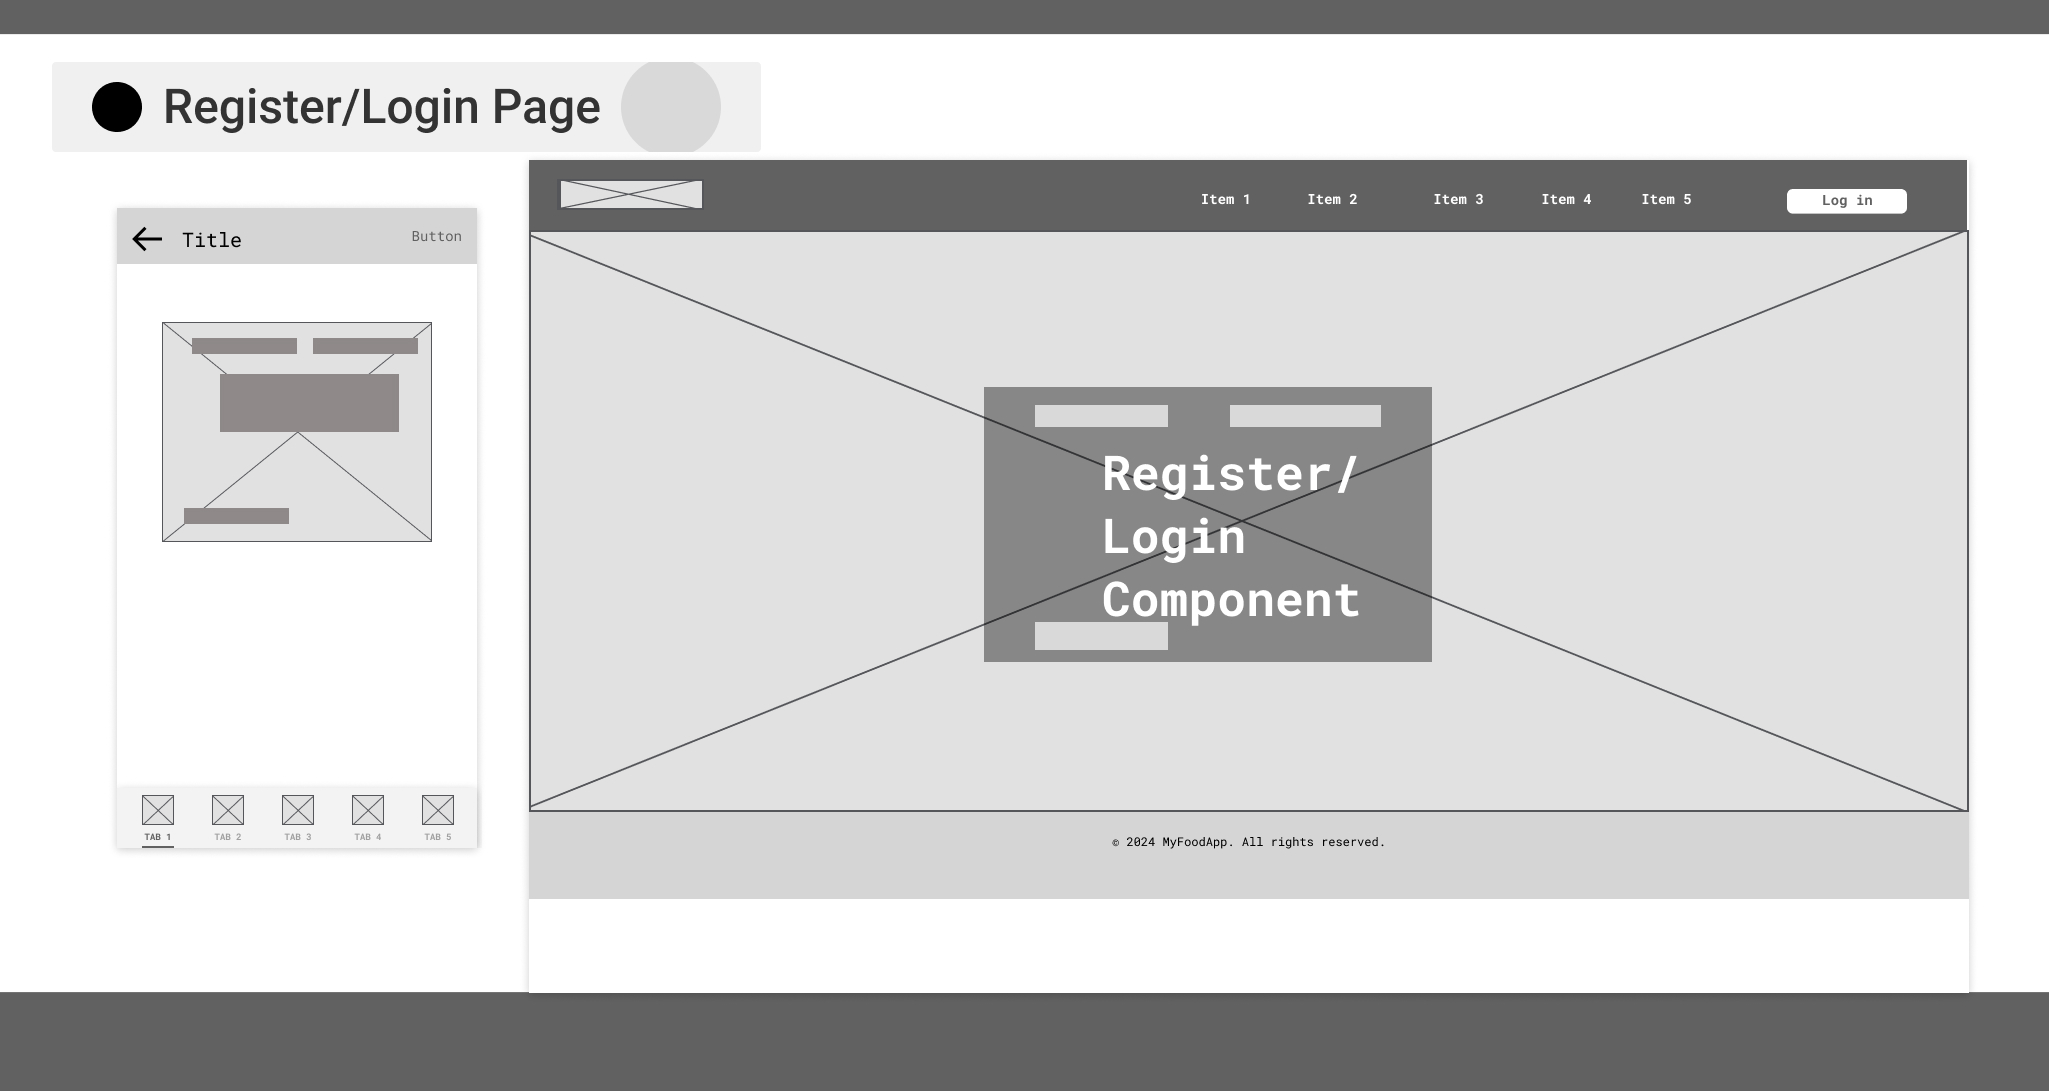 Register/Login Page
Title
Button
TAB 1 TAB 2 TAB 3 TAB 4 TAB 5
Item 1 Item 2 Item 3 Item 4 Item 5 Log in
Register/
Login
Component
© 2024 MyFoodApp. All rights reserved.